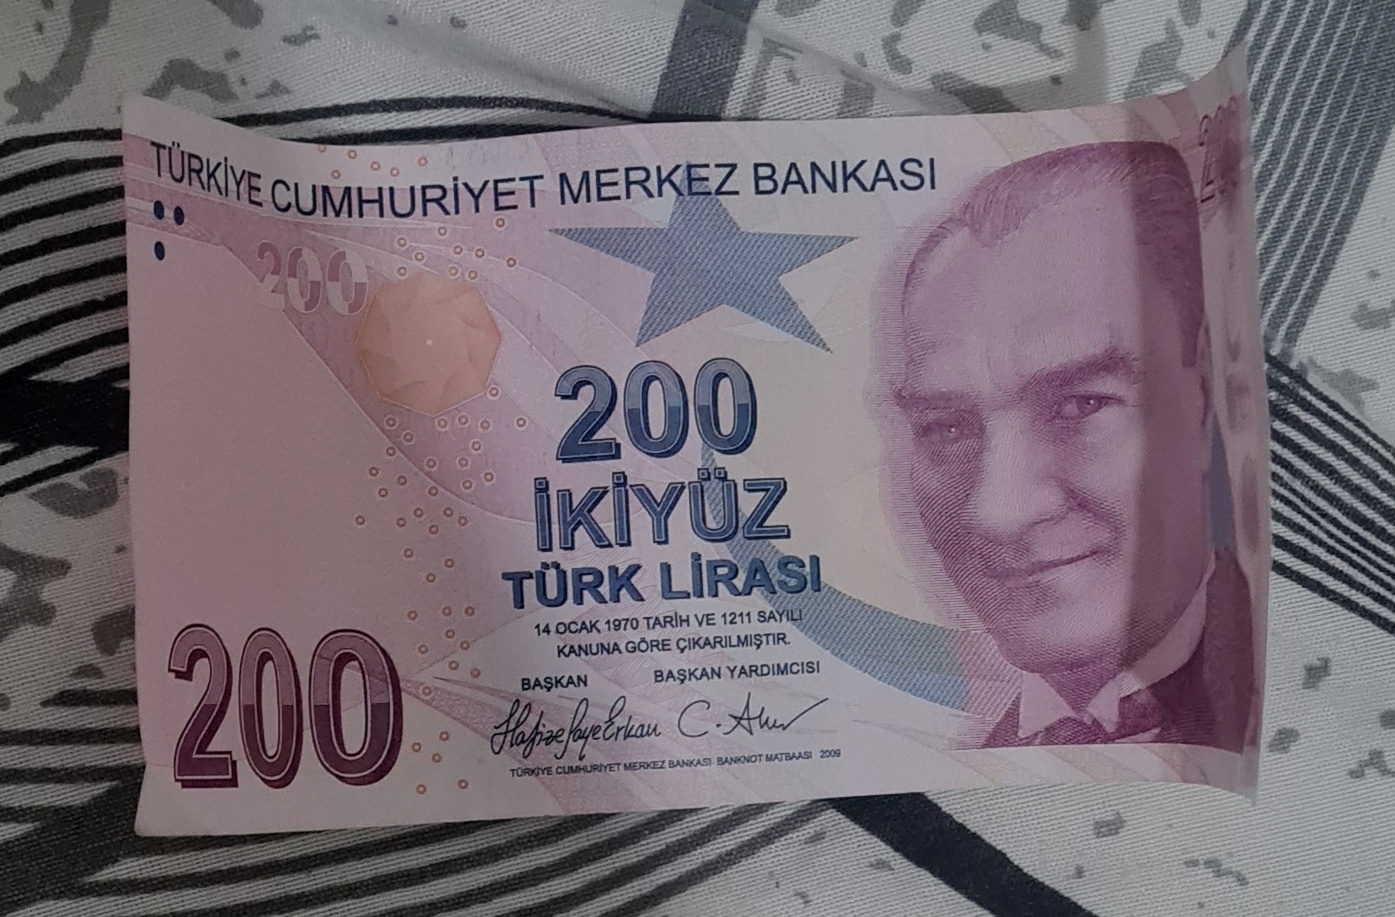 TÜRKİYE CUMHURİYET MERKEZ BANKASI
200
200
200
İKİYÜZ
TÜRK LİRASI
14 OCAK 1970 TARİH VE 1211 SAYILI
KANUNA GÖRE ÇIKARILMIŞTIR.
BAŞKAN BAŞKAN YARDIMCISI
Hafize Gaye Erkan
TÜRKİYE CUMHURİYET MERKEZ BANKASI BANKNOT MATBAASI 2009
200